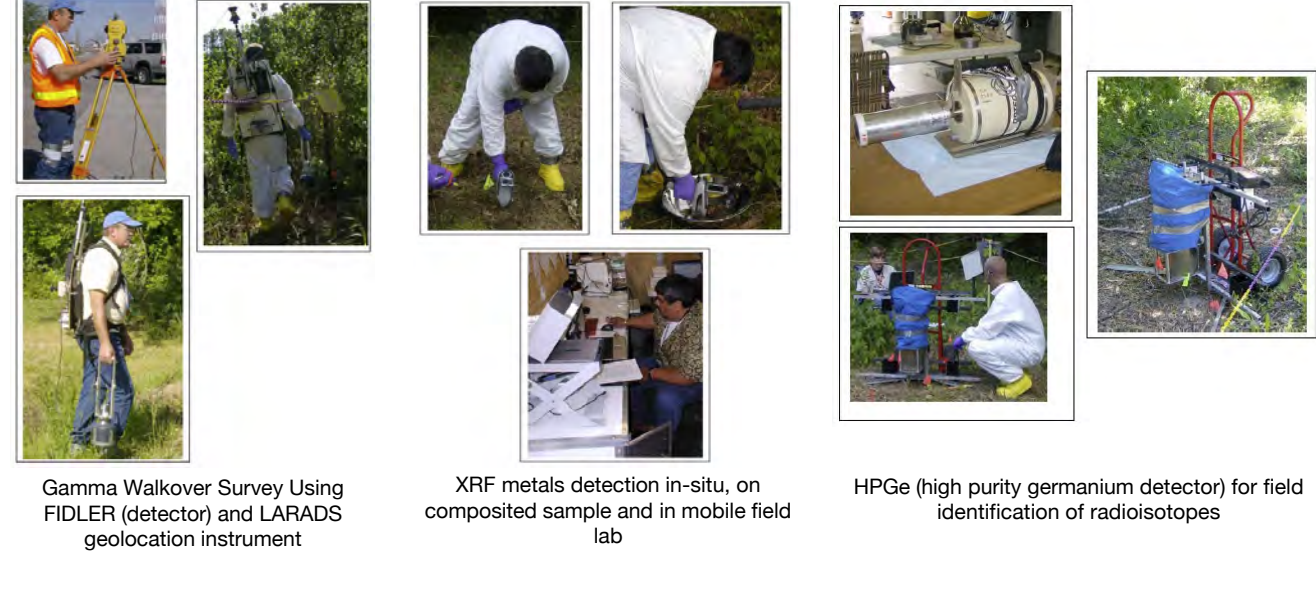 Gamma Walkover Survey Using
FIDLER (detector) and LARADS
geolocation instrument
XRF metals detection in-situ, on
composited sample and in mobile field
lab
HPGe (high purity germanium detector) for field
identification of radioisotopes